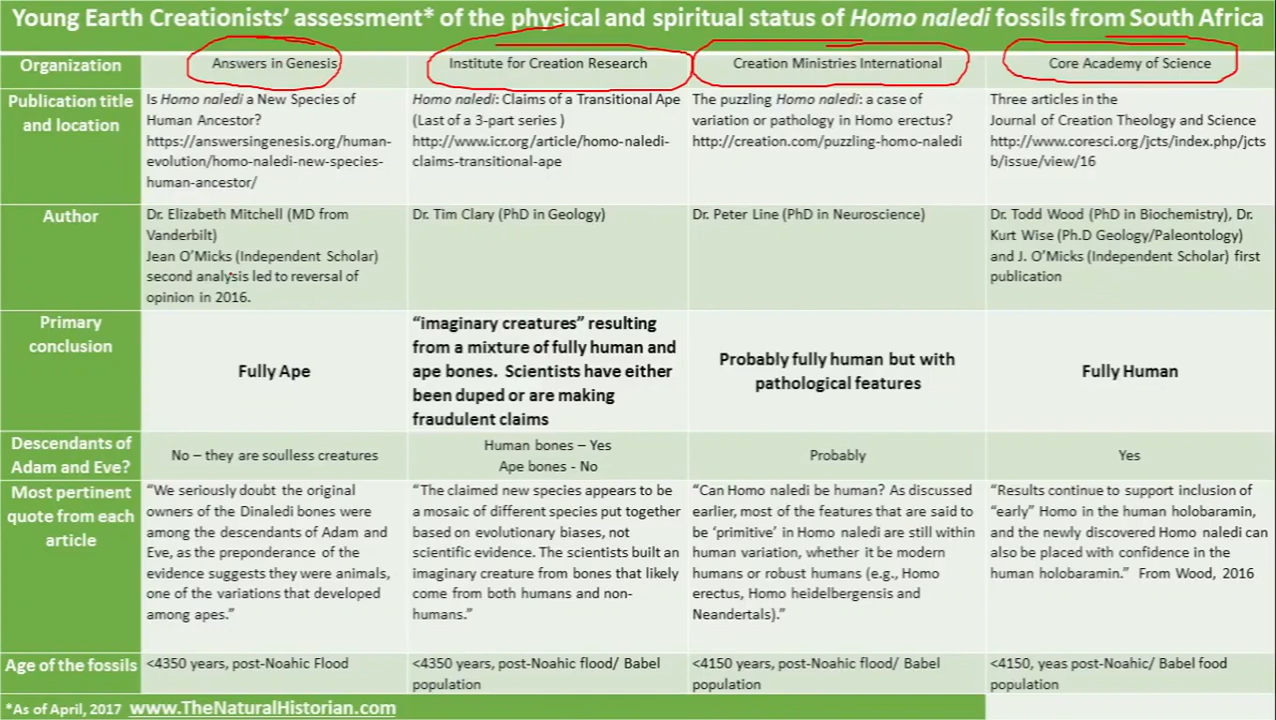 Young Earth Creationists' assessment* of the physical and spiritual status of Homo naledi fossils from South Africa
Organization
Answers in Genesis
Institute for Creation Research
Creation Ministries International
Core Academy of Science
Publication title
and location
Is Homo naledi a New Species of
Human Ancestor?
https://answersingenesis.org/human-
evolution/homo-naledi-new-species-
human-ancestor/
Homo naledi: Claims of a Transitional Ape
(Last of a 3-part series )
http://www.icr.org/article/homo-naledi-
claims-transitional-ape
The puzzling Homo naledi: a case of
variation or pathology in Homo erectus?
http://creation.com/puzzling-homo-naledi
Three articles in the
Journal of Creation Theology and Science
http://www.coresci.org/jcts/index.php/jcts
b/issue/view/16
Author
Dr. Elizabeth Mitchell (MD from
Vanderbilt)
Jean O'Micks (Independent Scholar)
second analysis led to reversal of
opinion in 2016.
Dr. Tim Clary (PhD in Geology)
Dr. Peter Line (PhD in Neuroscience)
Dr. Todd Wood (PhD in Biochemistry), Dr.
Kurt Wise (Ph.D Geology/Paleontology)
and J. O'Micks (Independent Scholar) first
publication
Primary
conclusion
Fully Ape
"imaginary creatures" resulting
from a mixture of fully human and
ape bones. Scientists have either
been duped or are making
fraudulent claims
Probably fully human but with
pathological features
Fully Human
Descendants of
Adam and Eve?
No – they are soulless creatures
Human bones – Yes
Ape bones - No
Probably
Yes
Most pertinent
quote from each
article
"We seriously doubt the original
owners of the Dinaledi bones were
among the descendants of Adam and
Eve, as the preponderance of the
evidence suggests they were animals,
one of the variations that developed
among apes."
"The claimed new species appears to be
a mosaic of different species put together
based on evolutionary biases, not
scientific evidence. The scientists built an
imaginary creature from bones that likely
come from both humans and non-
humans."
"Can Homo naledi be human? As discussed
earlier, most of the features that are said to
be 'primitive' in Homo naledi are still within
human variation, whether it be modern
humans or robust humans (e.g., Homo
erectus, Homo heidelbergensis and
Neandertals)."
"Results continue to support inclusion of
"early" Homo in the human holobaramin,
and the newly discovered Homo naledi can
also be placed with confidence in the
human holobaramin." From Wood, 2016
Age of the fossils
<4350 years, post-Noahic Flood
<4350 years, post-Noahic flood/ Babel
population
<4150 years, post-Noahic flood/ Babel
population
<4150, yeas post-Noahic/ Babel food
population
*As of April, 2017 www.TheNaturalHistorian.com